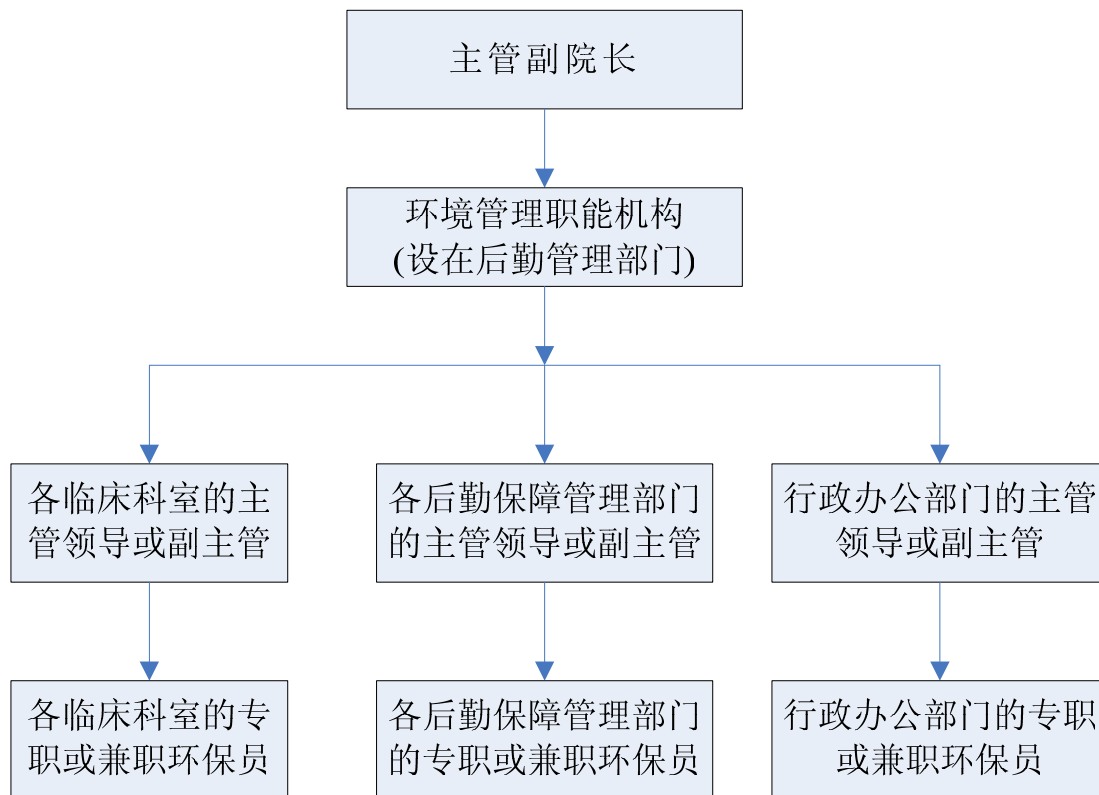 主管副院长
环境管理职能机构
(设在后勤管理部门)
各临床科室的主
管领导或副主管
各后勤保障管理部门
的主管领导或副主管
行政办公部门的主管
领导或副主管
各临床科室的专
职或兼职环保员
各后勤保障管理部门
的专职或兼职环保员
行政办公部门的专职
或兼职环保员